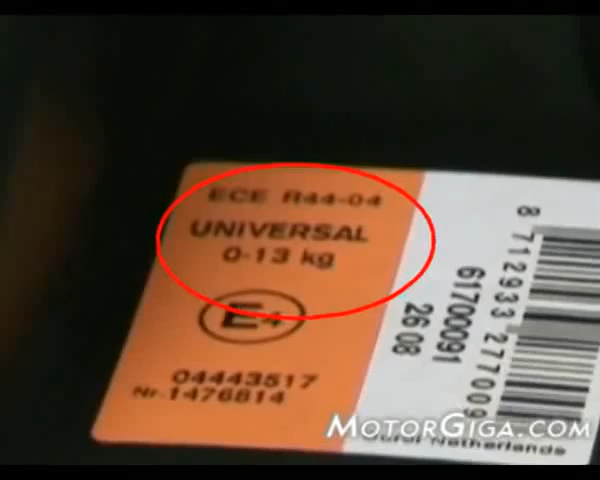 ECE R44-04
UNIVERSAL
0-13 kg
E4
04443517
Nr. 1476814
61700091
26 08
8 712933 277009
Netherlands
MOTORGIGA.COM